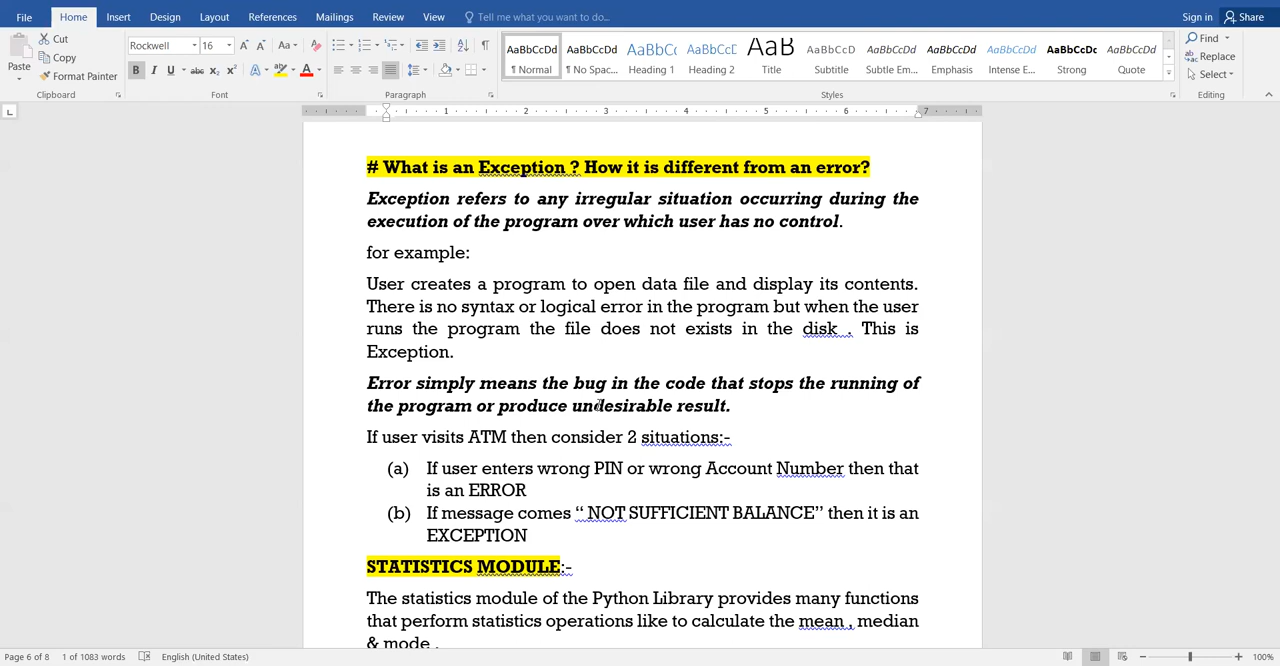 File Home Insert Design Layout References Mailings Review View Tell me what you want to do... Sign in Share
Paste Cut Copy Format Painter
Clipboard
Rockwell 16
Font
Paragraph
AaBbCcDd AaBbCcDd AaBbCc AaBbCcD AaB AaBbCcD AaBbCcDd AaBbCcDd AaBbCcDd AaBbCcDc AaBbCcDd
¶ Normal ¶ No Spac... Heading 1 Heading 2 Title Subtitle Subtle Em... Emphasis Intense E... Strong Quote
Styles
Find
Replace
Select
Editing
1 2 3 4 5 6 7
# What is an Exception ? How it is different from an error?
Exception refers to any irregular situation occurring during the
execution of the program over which user has no control.
for example:
User creates a program to open data file and display its contents.
There is no syntax or logical error in the program but when the user
runs the program the file does not exists in the disk . This is
Exception.
Error simply means the bug in the code that stops the running of
the program or produce undesirable result.
If user visits ATM then consider 2 situations:-
(a) If user enters wrong PIN or wrong Account Number then that
is an ERROR
(b) If message comes “ NOT SUFFICIENT BALANCE” then it is an
EXCEPTION
STATISTICS MODULE:-
The statistics module of the Python Library provides many functions
that perform statistics operations like to calculate the mean , median
& mode .
Page 6 of 8 1 of 1083 words English (United States) 100%